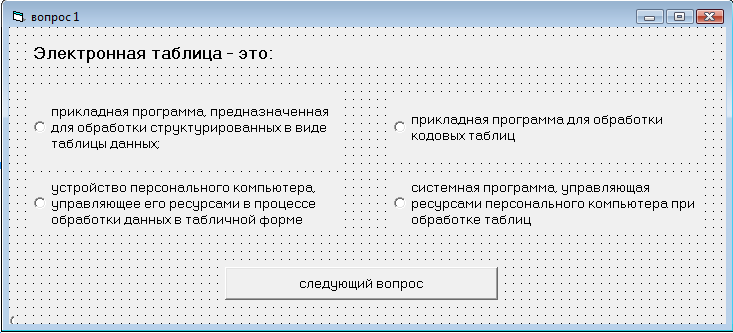 вопрос 1
Электронная таблица - это:
прикладная программа, предназначенная
для обработки структурированных в виде
таблицы данных;
прикладная программа для обработки
кодовых таблиц
устройство персонального компьютера,
управляющее его ресурсами в процессе
обработки данных в табличной форме
системная программа, управляющая
ресурсами персонального компьютера при
обработке таблиц
следующий вопрос